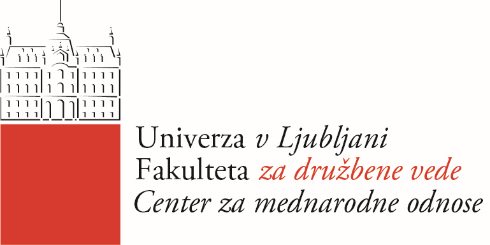 Univerza v Ljubljani
Fakulteta za družbene vede
Center za mednarodne odnose